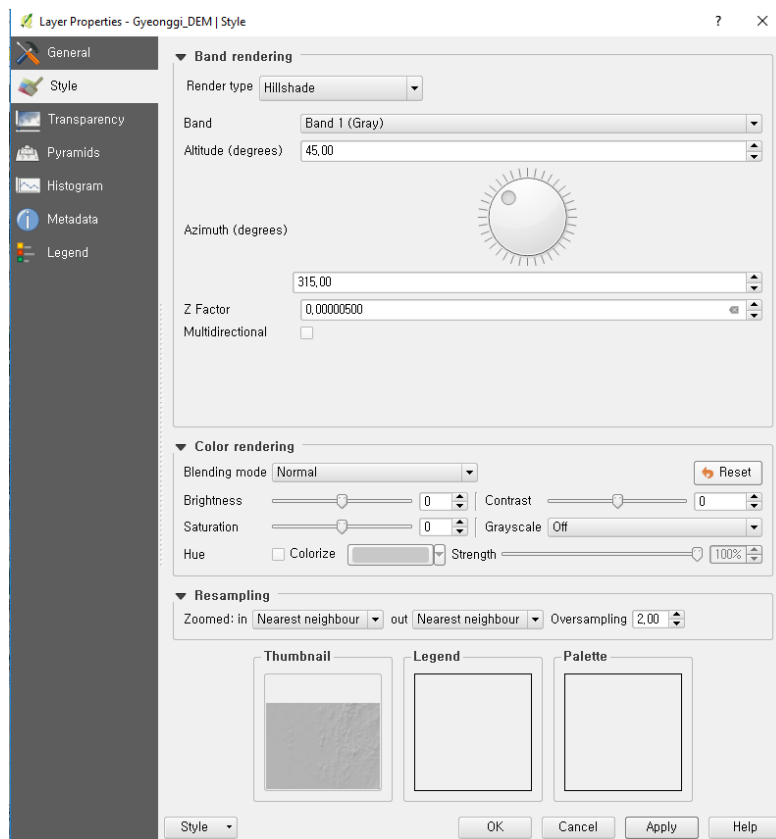 Layer Properties - Gyeonggi_DEM | Style
? ×
General
Style
Transparency
Pyramids
Histogram
Metadata
Legend
Band rendering
Render type Hillshade
Band Band 1 (Gray)
Altitude (degrees) 45,00
Azimuth (degrees)
315,00
Z Factor 0,00000500
Multidirectional
Color rendering
Blending mode Normal Reset
Brightness 0 Contrast 0
Saturation 0 Grayscale Off
Hue Colorize Strength 100%
Resampling
Zoomed: in Nearest neighbour out Nearest neighbour Oversampling 2,00
Thumbnail Legend Palette
Style OK Cancel Apply Help